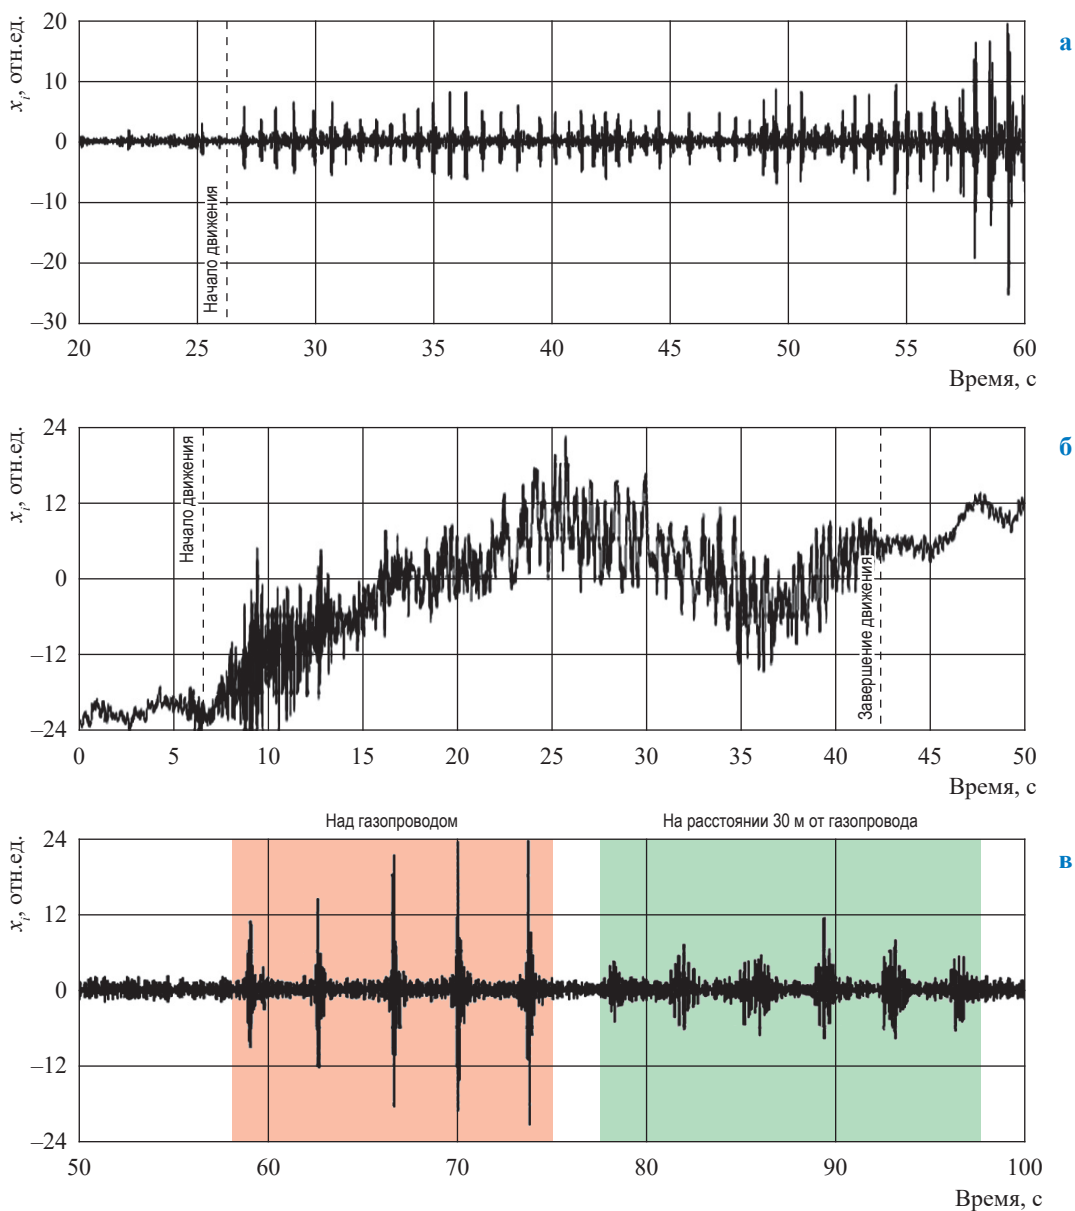 20
10
0
–10
–20
–30
x_i, отн.ед.
Начало движения
20 25 30 35 40 45 50 55 60
Время, с
а
24
12
0
–12
–24
x_i, отн.ед.
Начало движения
Завершение движения
0 5 10 15 20 25 30 35 40 45 50
Время, с
б
Над газопроводом На расстоянии 30 м от газопровода
24
12
0
–12
–24
x_i, отн.ед.
50 60 70 80 90 100
Время, с
в